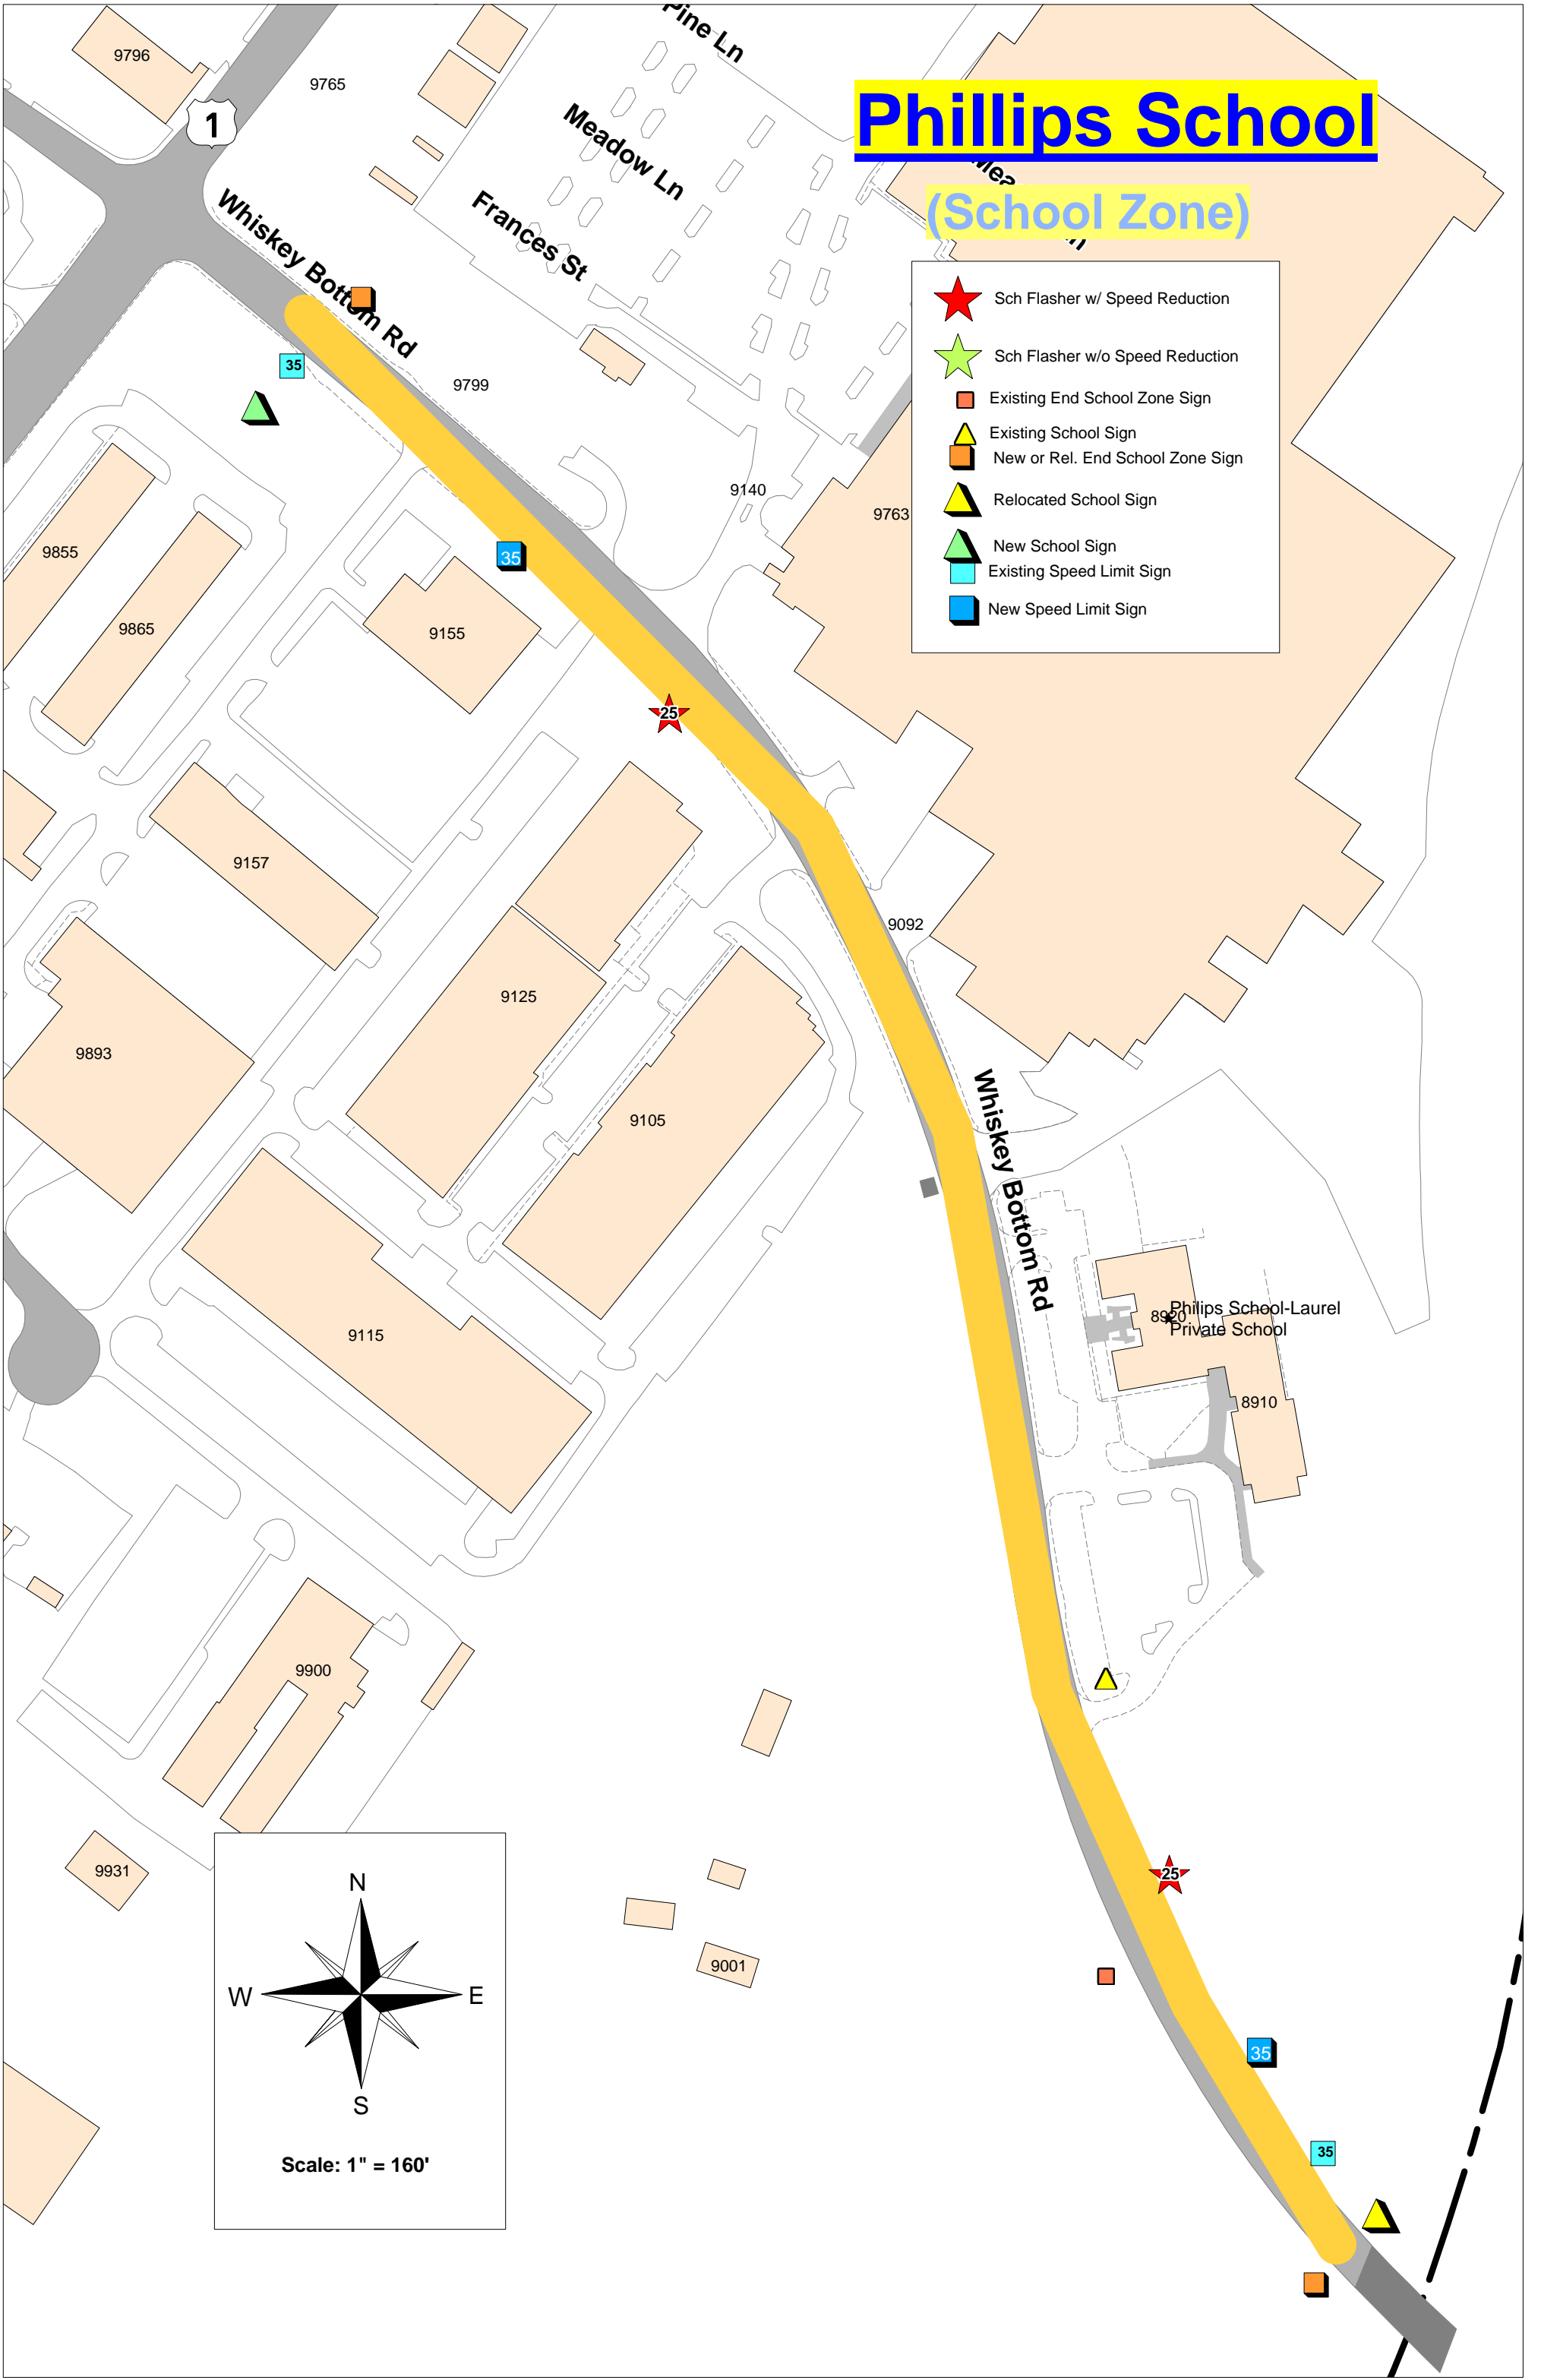 Pine Ln
9796
9765
1
Phillips School
Meadow Ln
Mea
n
(School Zone)
Frances St
Whiskey Bottom Rd
Sch Flasher w/ Speed Reduction
Sch Flasher w/o Speed Reduction
Existing End School Zone Sign
Existing School Sign
New or Rel. End School Zone Sign
Relocated School Sign
New School Sign
Existing Speed Limit Sign
New Speed Limit Sign
35
9799
9140
9763
9855
35
9865
9155
25
9157
9092
9125
9893
9105
Whiskey Bottom Rd
Philips School-Laurel
8920
Private School
9115
8910
9900
9931
25
9001
N
W
E
S
35
35
Scale: 1" = 160'